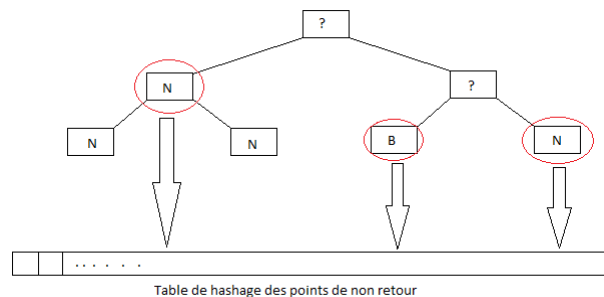 ?
N
?
N
N
B
N
.. . . . .
Table de hashage des points de non retour